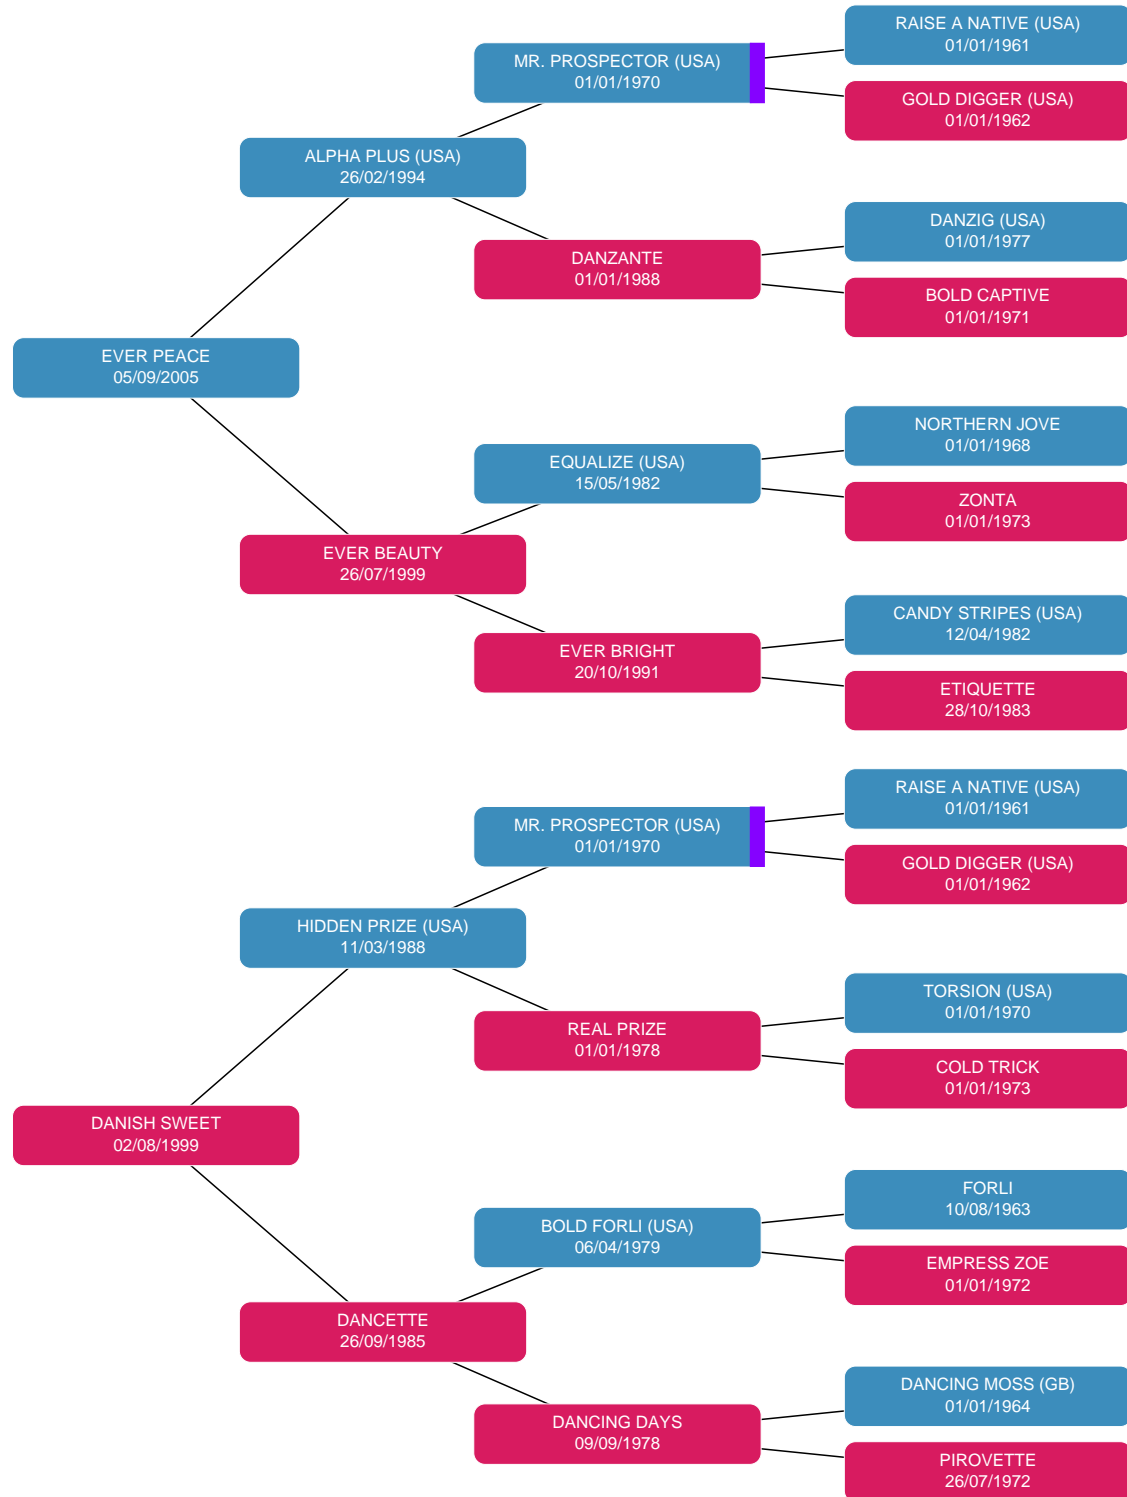 RAISE A NATIVE (USA)
01/01/1961
MR. PROSPECTOR (USA)
01/01/1970
GOLD DIGGER (USA)
01/01/1962
ALPHA PLUS (USA)
26/02/1994
DANZIG (USA)
01/01/1977
DANZANTE
01/01/1988
BOLD CAPTIVE
01/01/1971
EVER PEACE
05/09/2005
NORTHERN JOVE
01/01/1968
EQUALIZE (USA)
15/05/1982
ZONTA
01/01/1973
EVER BEAUTY
26/07/1999
CANDY STRIPES (USA)
12/04/1982
EVER BRIGHT
20/10/1991
ETIQUETTE
28/10/1983
RAISE A NATIVE (USA)
01/01/1961
MR. PROSPECTOR (USA)
01/01/1970
GOLD DIGGER (USA)
01/01/1962
HIDDEN PRIZE (USA)
11/03/1988
TORSION (USA)
01/01/1970
REAL PRIZE
01/01/1978
COLD TRICK
01/01/1973
DANISH SWEET
02/08/1999
FORLI
10/08/1963
BOLD FORLI (USA)
06/04/1979
EMPRESS ZOE
01/01/1972
DANCETTE
26/09/1985
DANCING MOSS (GB)
01/01/1964
DANCING DAYS
09/09/1978
PIROVETTE
26/07/1972